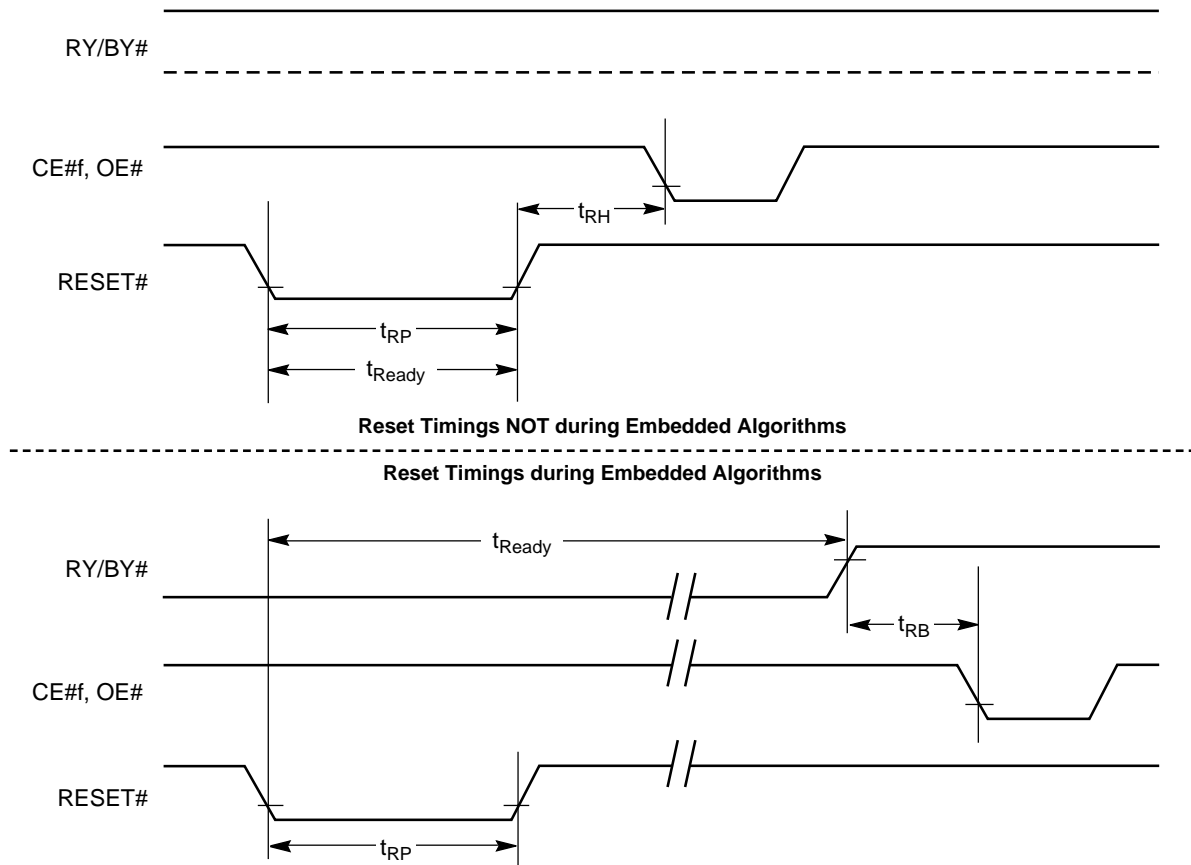 RY/BY#
CE#f, OE#
tRH
RESET#
tRP
tReady
Reset Timings NOT during Embedded Algorithms
Reset Timings during Embedded Algorithms
tReady
RY/BY#
tRB
CE#f, OE#
RESET#
tRP